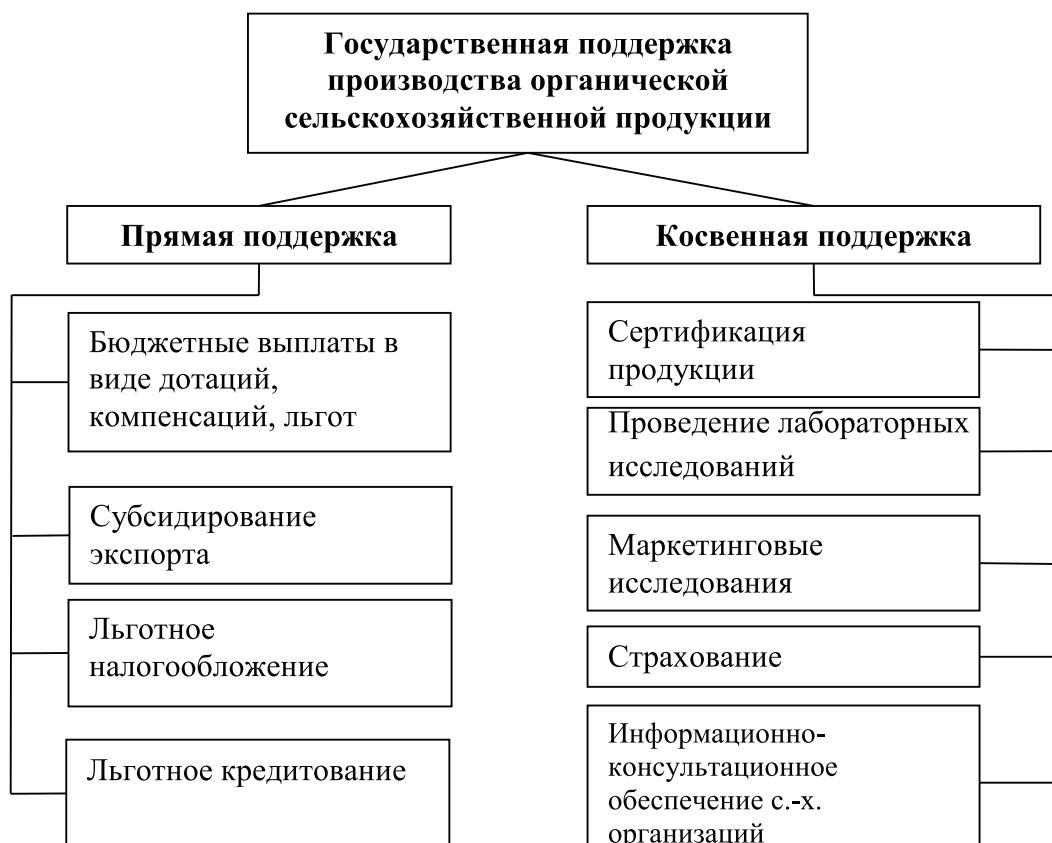 Государственная поддержка
производства органической
сельскохозяйственной продукции
Прямая поддержка
Бюджетные выплаты в
виде дотаций,
компенсаций, льгот
Субсидирование
экспорта
Льготное
налогообложение
Льготное кредитование
Косвенная поддержка
Сертификация
продукции
Проведение лабораторных
исследований
Маркетинговые
исследования
Страхование
Информационно-
консультационное
обеспечение с.-х.
организаций